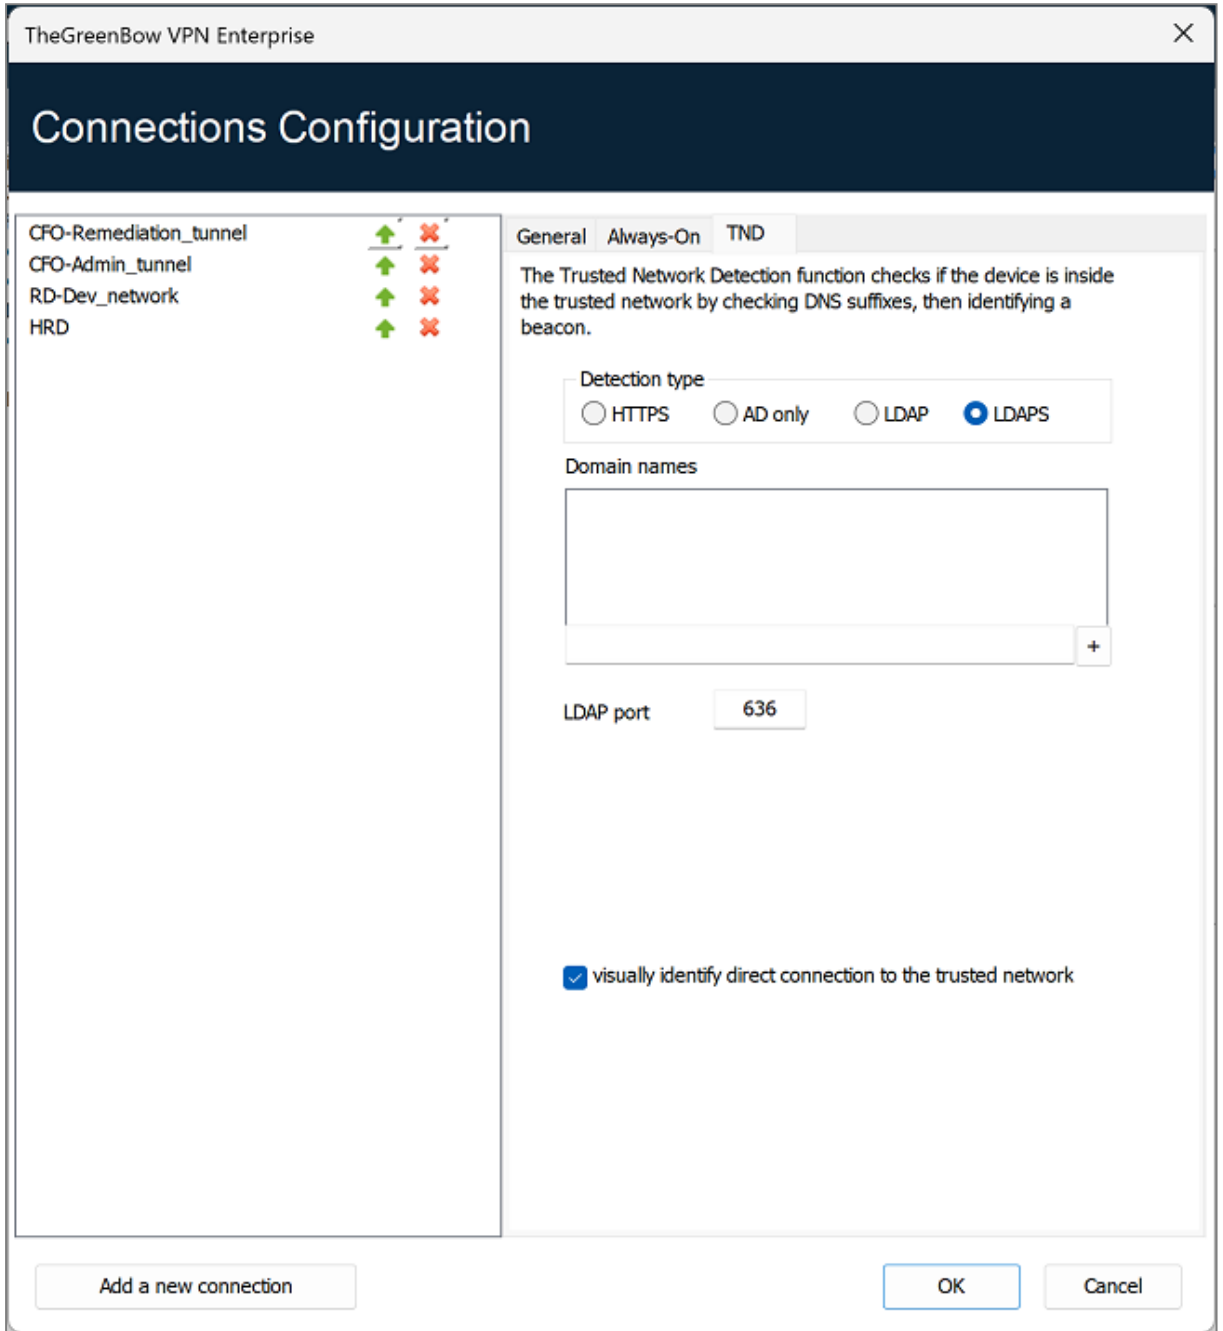 TheGreenBow VPN Enterprise
Connections Configuration
CFO-Remediation_tunnel
CFO-Admin_tunnel
RD-Dev_network
HRD
General Always-On TND
The Trusted Network Detection function checks if the device is inside
the trusted network by checking DNS suffixes, then identifying a
beacon.
Detection type
HTTPS AD only LDAP LDAPS
Domain names
+
LDAP port 636
visually identify direct connection to the trusted network
Add a new connection OK Cancel